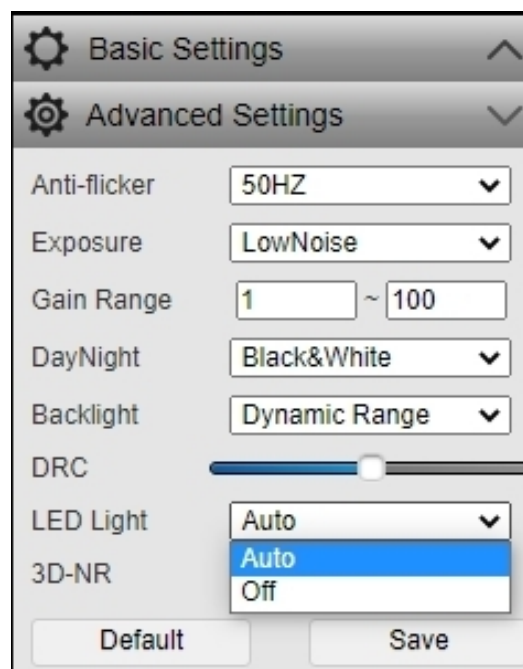 Basic Settings
Advanced Settings
Anti-flicker 50HZ
Exposure LowNoise
Gain Range 1 ~ 100
DayNight Black&White
Backlight Dynamic Range
DRC
LED Light Auto
Auto
3D-NR
Off
Default Save